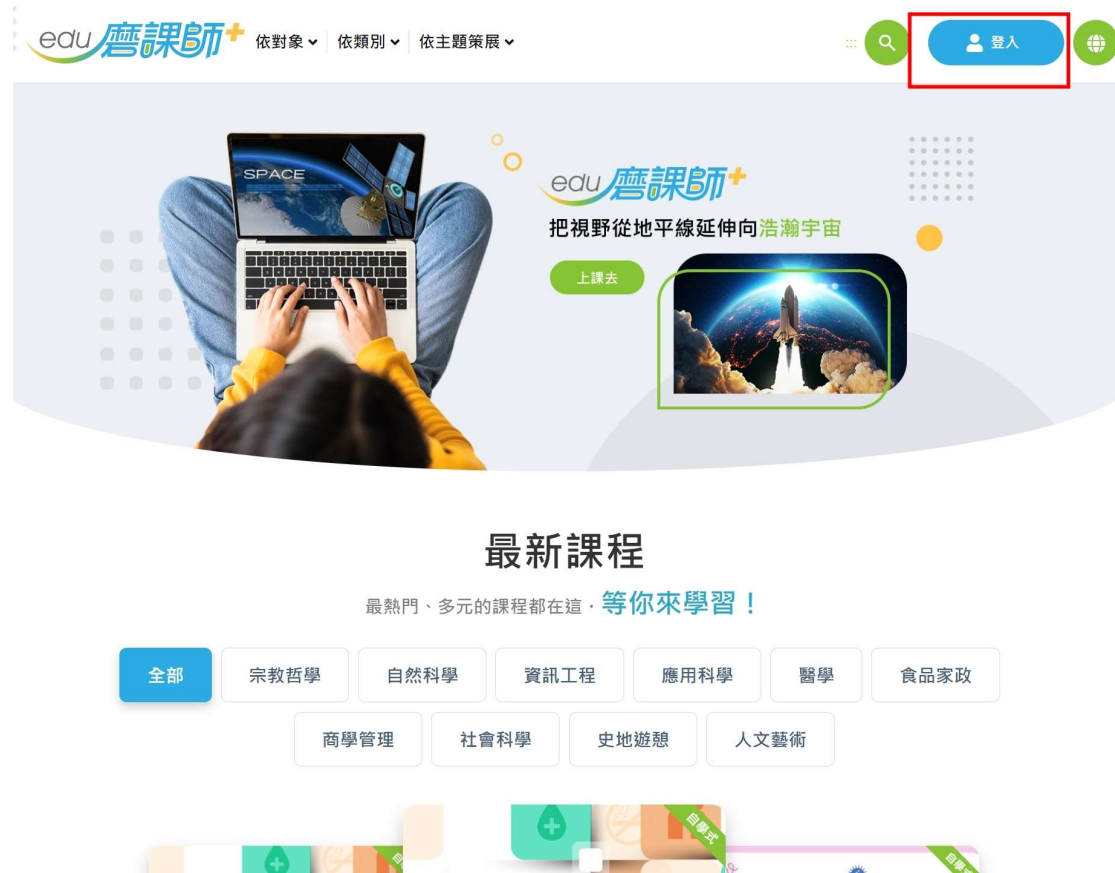 edu磨課師+
依對象
依類別
依主題策展
:::
登入
SPACE
edu磨課師+
把視野從地平線延伸向浩瀚宇宙
上課去
最新課程
最熱門、多元的課程都在這・等你來學習！
全部
宗教哲學
自然科學
資訊工程
應用科學
醫學
食品家政
商學管理
社會科學
史地遊憩
人文藝術
自學式
自學式